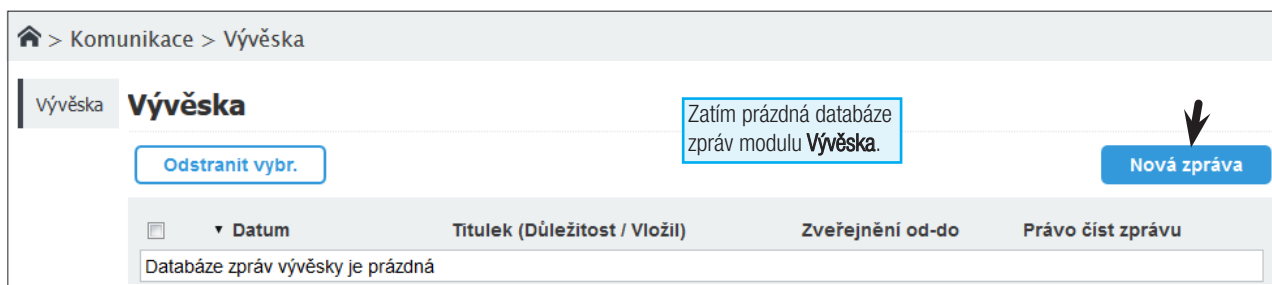 > Komunikace > Vývěska
Vývěska
Vývěska
Zatím prázdná databáze
zpráv modulu Vývěska.
Odstranit vybr.
Nová zpráva
▼ Datum Titulek (Důležitost / Vložil) Zveřejnění od-do Právo číst zprávu
Databáze zpráv vývěsky je prázdná